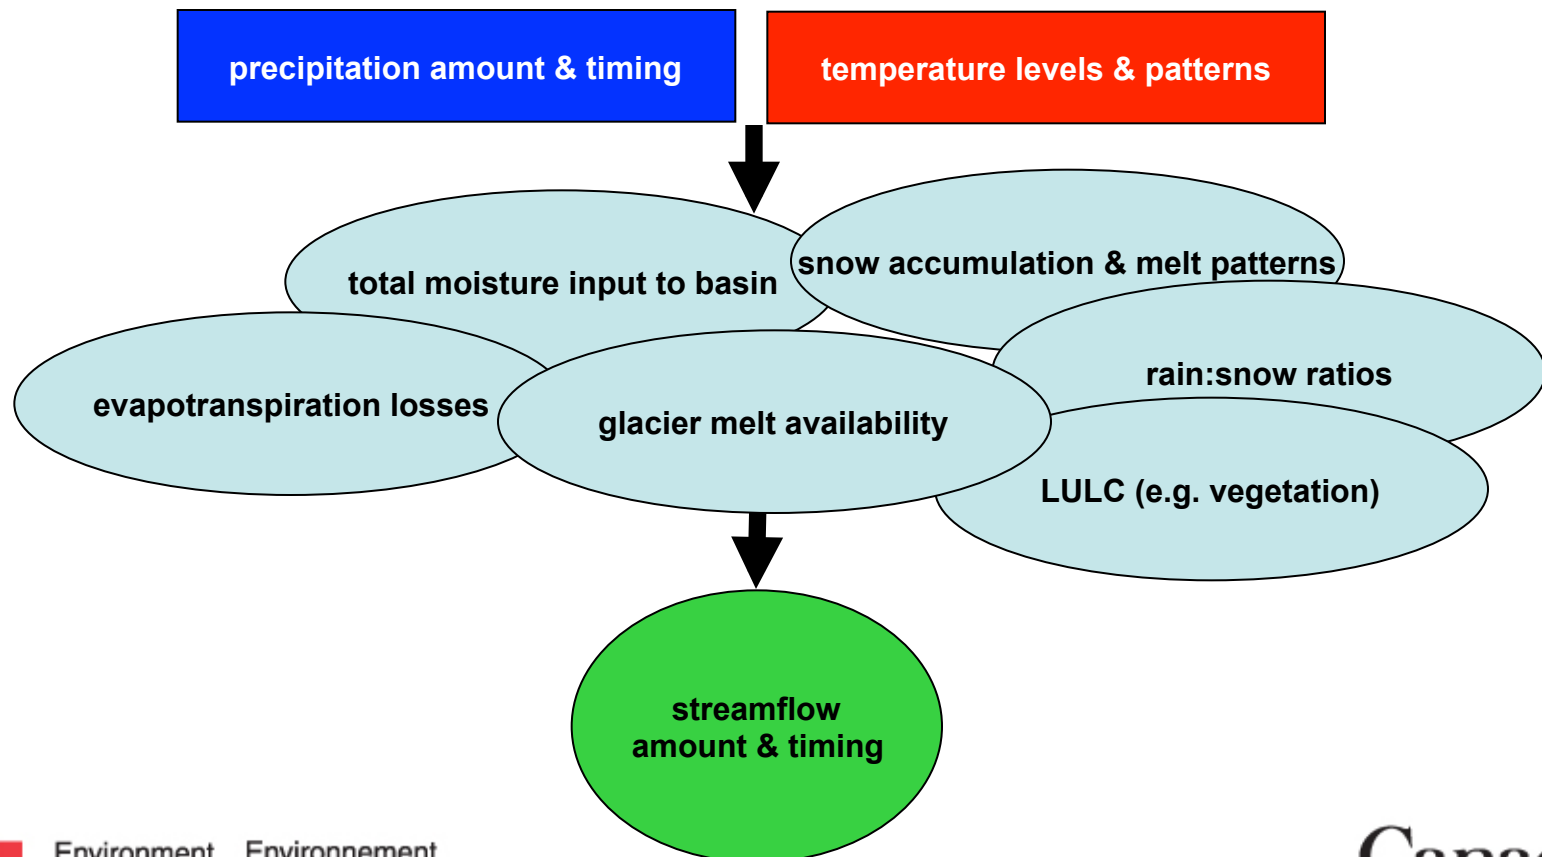 precipitation amount & timing
temperature levels & patterns
total moisture input to basin
snow accumulation & melt patterns
evapotranspiration losses
glacier melt availability
rain:snow ratios
LULC (e.g. vegetation)
streamflow
amount & timing
Environment Environnement